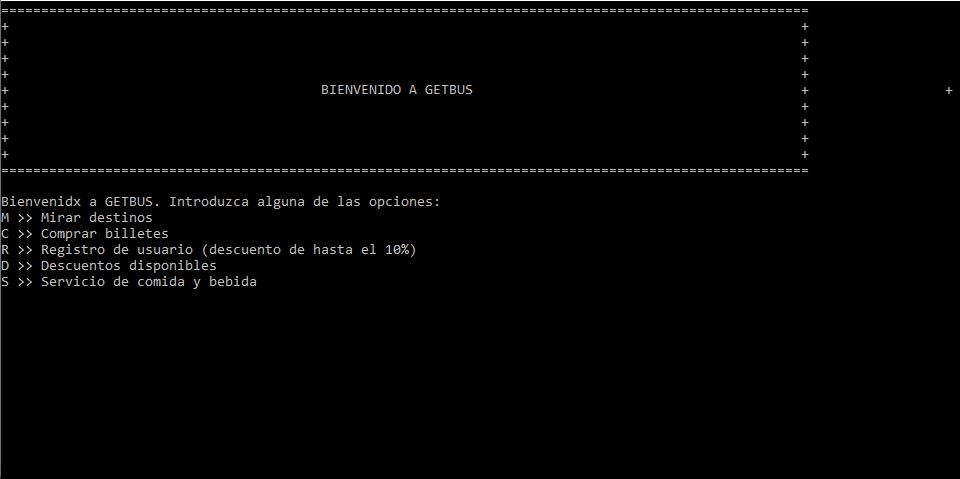 =====================================================================================================
+ +
+ +
+ +
+ +
+ BIENVENIDO A GETBUS + +
+ +
+ +
+ +
+ +
=====================================================================================================
Bienvenidx a GETBUS. Introduzca alguna de las opciones:
M >> Mirar destinos
C >> Comprar billetes
R >> Registro de usuario (descuento de hasta el 10%)
D >> Descuentos disponibles
S >> Servicio de comida y bebida